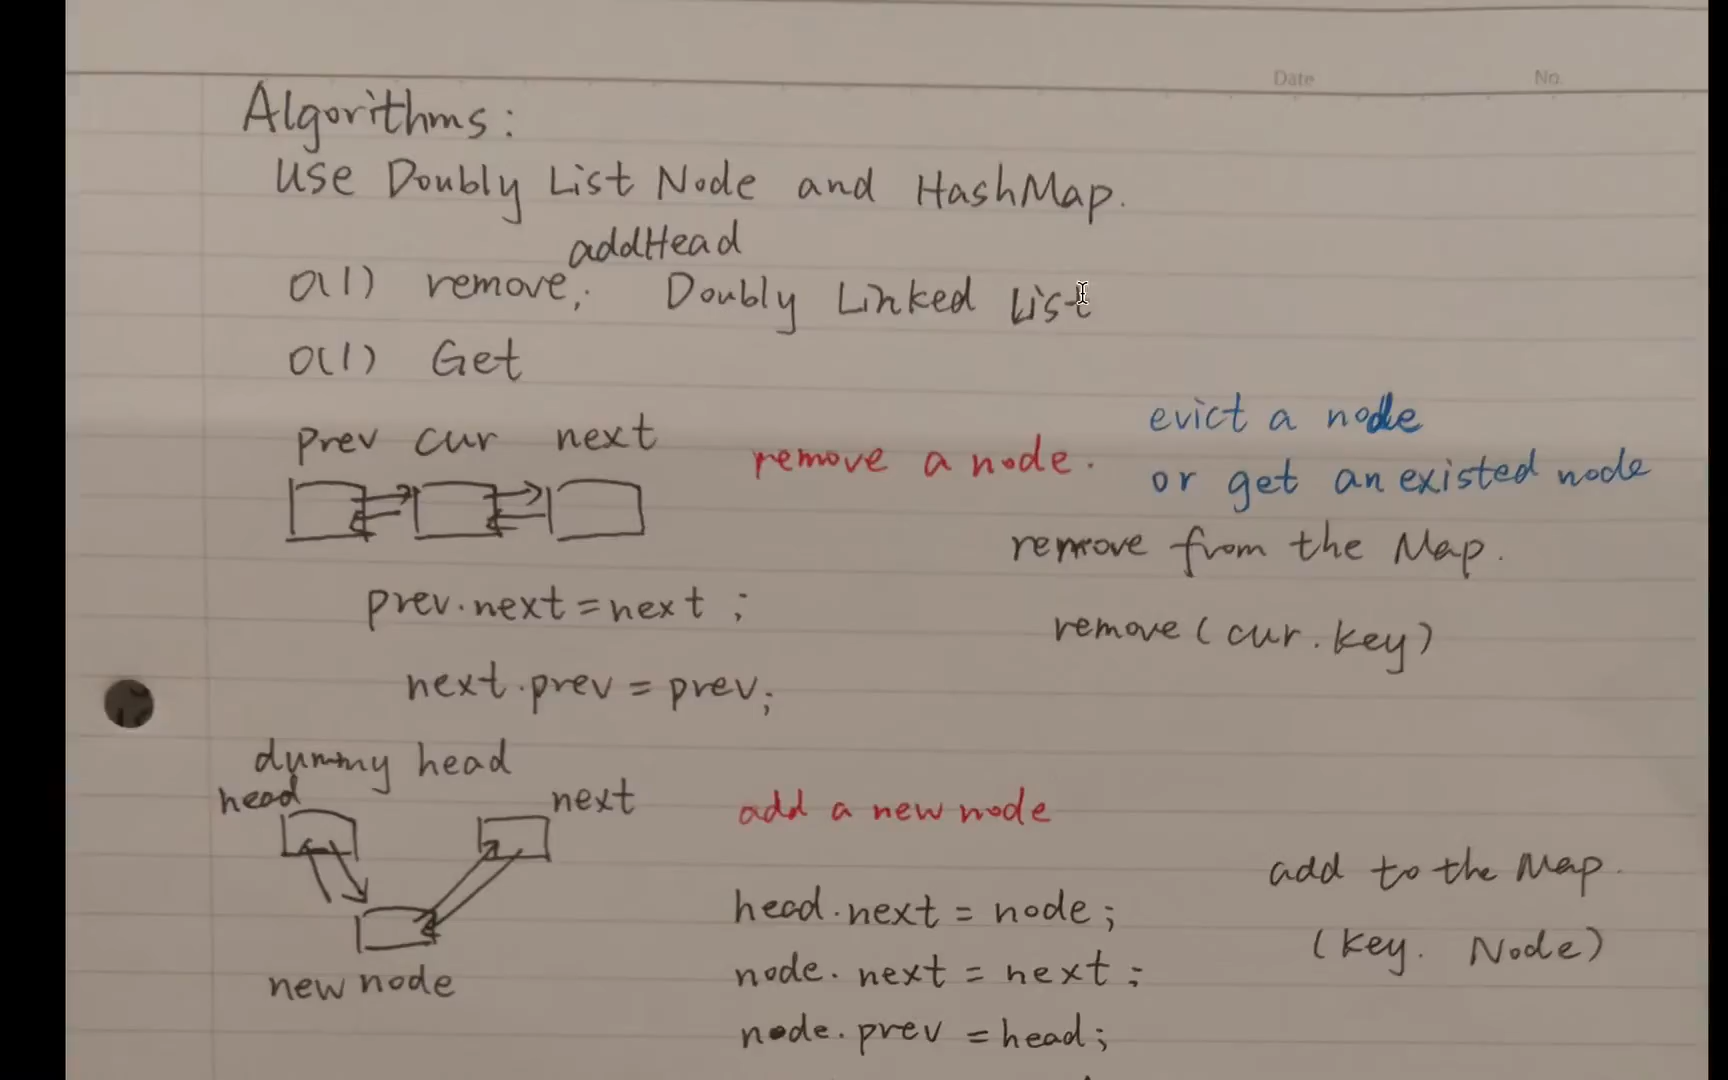 Date No.
Algorithms:
Use Doubly List Node and HashMap.
addHead
O(1) remove; Doubly Linked List
O(1) Get
prev cur next
remove a node.
evict a node
or get an existed node
remove from the Map.
remove(cur.key)
prev.next=next;
next.prev=prev;
dummy head
head next
new node
add a new node
head.next=node;
node.next=next;
node.prev=head;
add to the Map.
(key. Node)